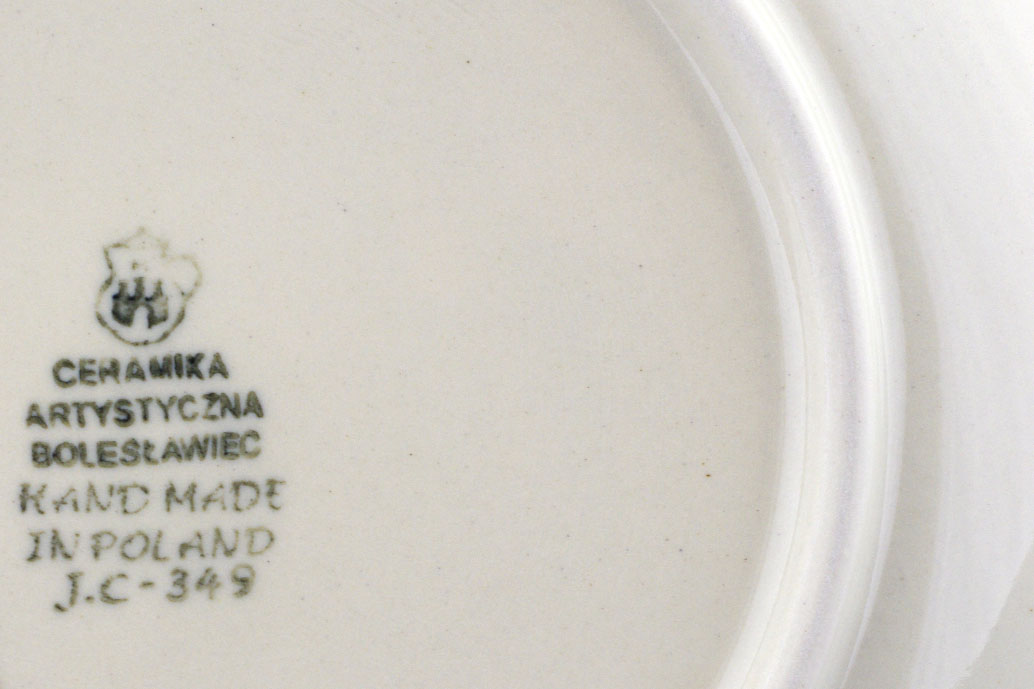 CERAMIKA
ARTYSTYCZNA
BOLESŁAWIEC
HAND MADE
IN POLAND
J.C-349